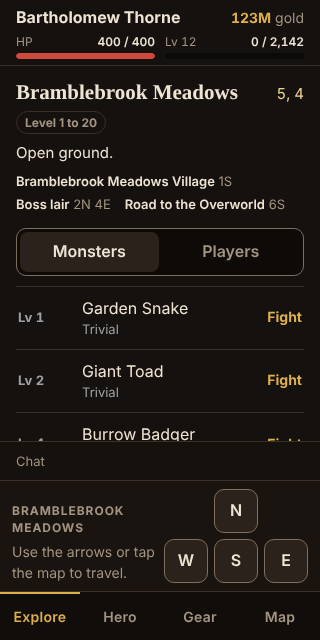 Bartholomew Thorne 123M gold
HP 400 / 400 Lv 12 0 / 2,142
Bramblebrook Meadows 5, 4
Level 1 to 20
Open ground.
Bramblebrook Meadows Village 1S
Boss lair 2N 4E Road to the Overworld 6S
Monsters Players
Lv 1 Garden Snake Fight
Trivial
Lv 2 Giant Toad Fight
Trivial
Burrow Badger
Chat
BRAMBLEBROOK
MEADOWS
Use the arrows or tap
the map to travel.
N
W S E
Explore Hero Gear Map